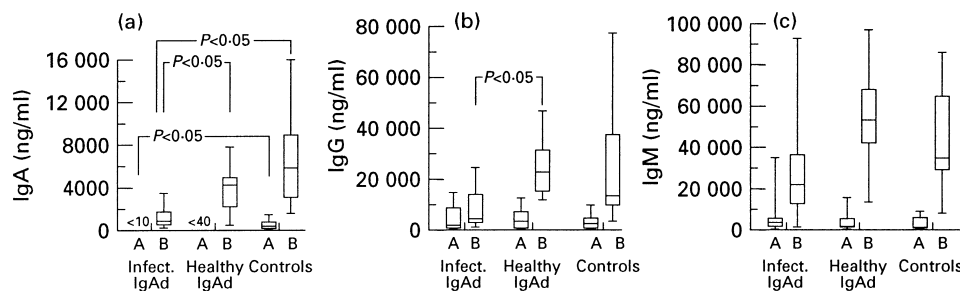 (a)
P<0·05
P<0·05
P<0·05
16 000
12 000
8000
4000
0
IgA (ng/ml)
<10
<40
A B A B A B
Infect. Healthy Controls
IgAd IgAd
(b)
P<0·05
80 000
60 000
40 000
20 000
0
IgG (ng/ml)
A B A B A B
Infect. Healthy Controls
IgAd IgAd
(c)
100 000
80 000
60 000
40 000
20 000
0
IgM (ng/ml)
A B A B A B
Infect. Healthy Controls
IgAd IgAd